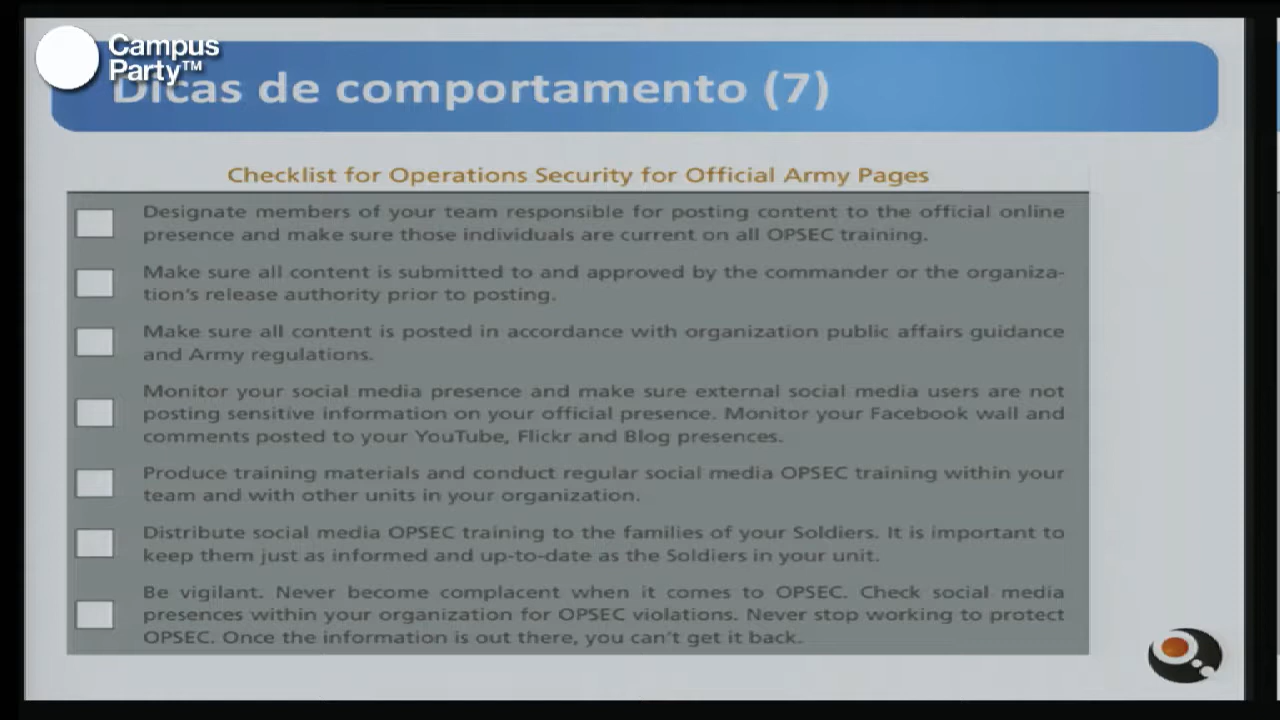 Campus
Party™
Dicas de comportamento (7)
Checklist for Operations Security for Official Army Pages
Designate members of your team responsible for posting content to the official online
presence and make sure those individuals are current on all OPSEC training.
Make sure all content is submitted to and approved by the commander or the organiza-
tion's release authority prior to posting.
Make sure all content is posted in accordance with organization public affairs guidance
and Army regulations.
Monitor your social media presence and make sure external social media users are not
posting sensitive information on your official presence. Monitor your Facebook wall and
comments posted to your YouTube, Flickr and Blog presences.
Produce training materials and conduct regular social media OPSEC training within your
team and with other units in your organization.
Distribute social media OPSEC training to the families of your Soldiers. It is important to
keep them just as informed and up-to-date as the Soldiers in your unit.
Be vigilant. Never become complacent when it comes to OPSEC. Check social media
presences within your organization for OPSEC violations. Never stop working to protect
OPSEC. Once the information is out there, you can't get it back.